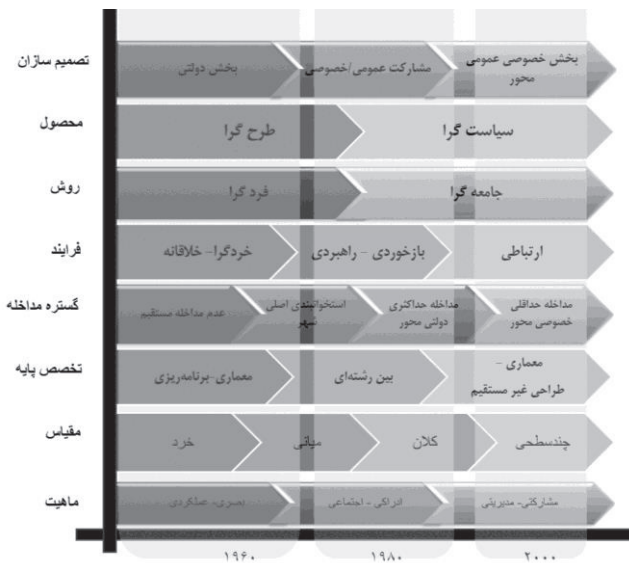 تصمیم سازان
بخش دولتی
مشارکت عمومی/خصوصی
بخش خصوصی عمومی
محور
محصول
طرح گرا
سیاست گرا
روش
فرد گرا
جامعه گرا
فرایند
خردگرا- خلاقانه
بازخوردی - راهبردی
ارتباطی
گستره مداخله
عدم مداخله مستقیم
استخوانبندی اصلی
شهر
مداخله حداکثری
دولتی محور
مداخله حداقلی
خصوصی محور
تخصص پایه
معماری-برنامه‌ریزی
بین رشته‌ای
معماری -
طراحی غیر مستقیم
مقیاس
خرد
میانی
کلان
چندسطحی
ماهیت
بصری- عملکردی
ادراکی - اجتماعی
مشارکتی- مدیریتی
۱۹۶۰
۱۹۸۰
۲۰۰۰